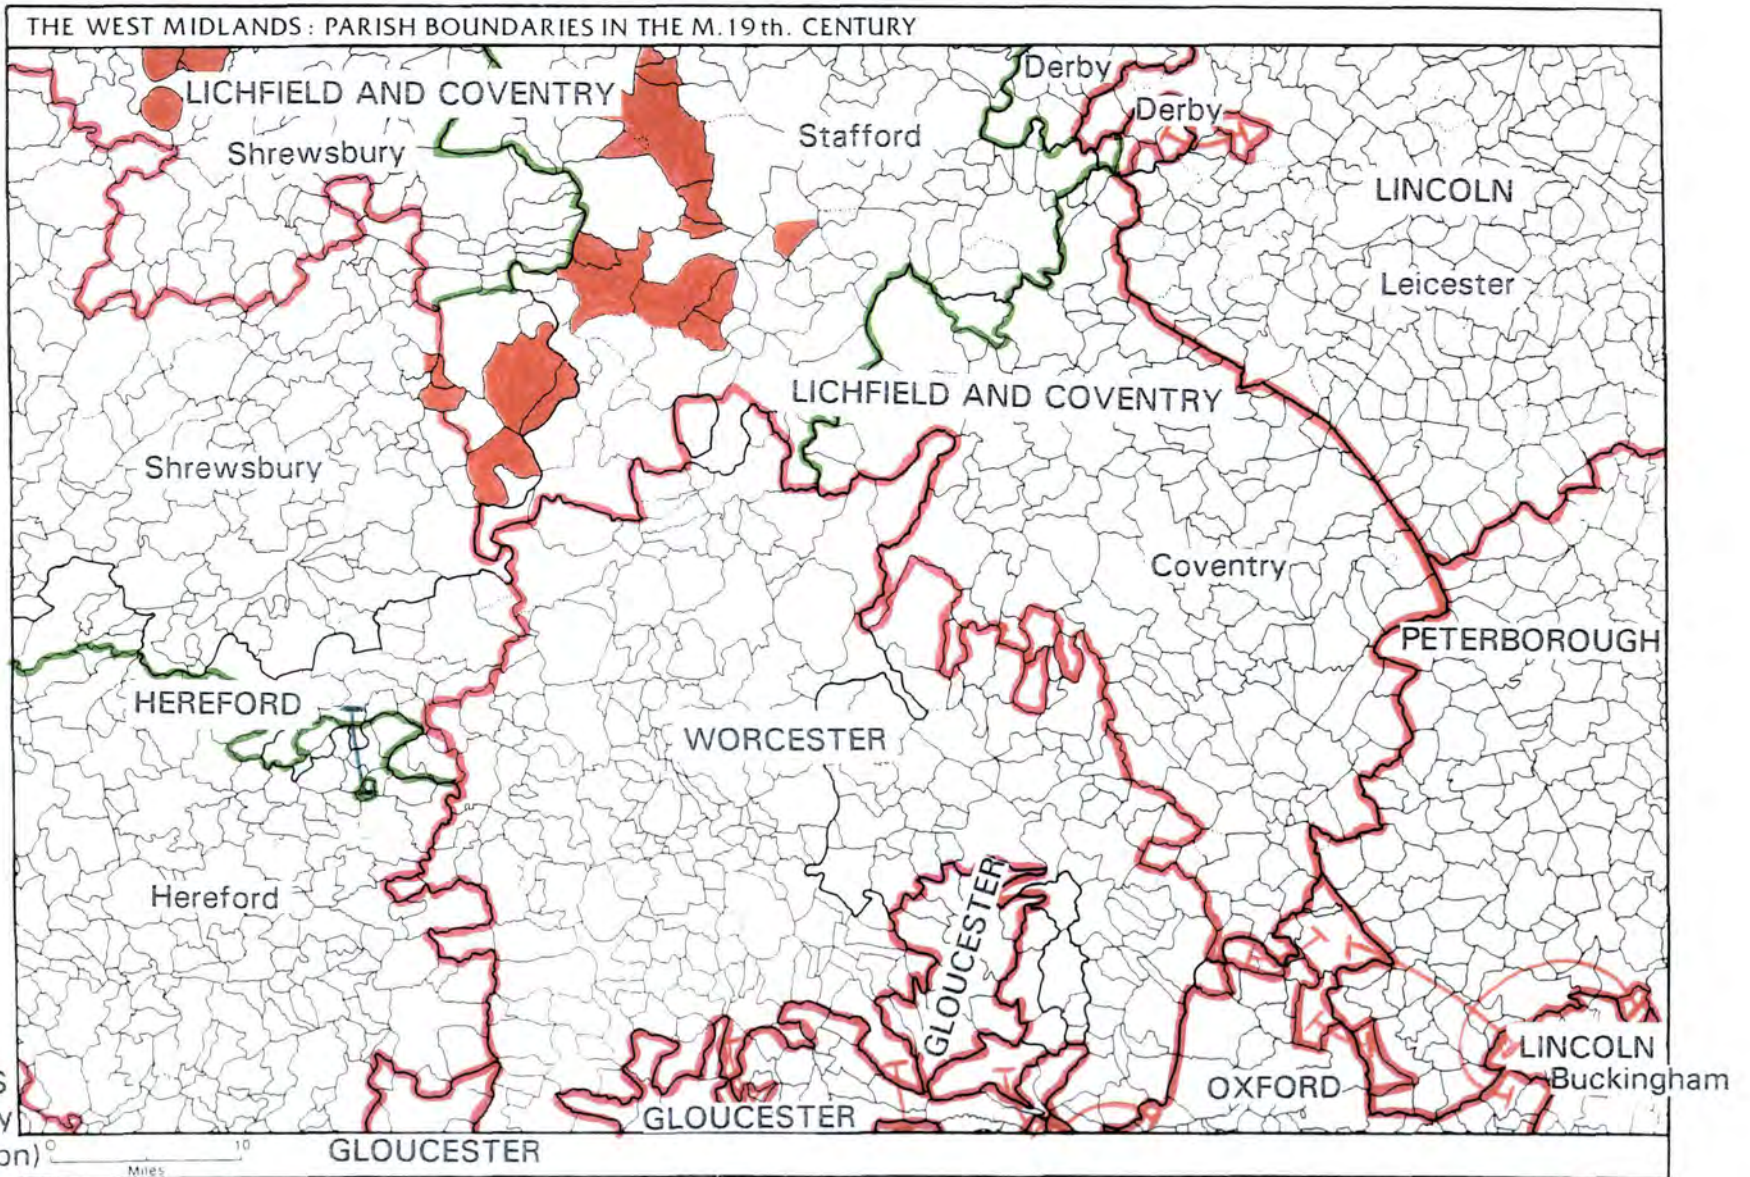 THE WEST MIDLANDS : PARISH BOUNDARIES IN THE M.19th. CENTURY
Derby
LICHFIELD AND COVENTRY
Derby
Stafford
Shrewsbury
LINCOLN
Leicester
LICHFIELD AND COVENTRY
Shrewsbury
Coventry
PETERBOROUGH
HEREFORD
WORCESTER
Hereford
GLOUCESTER
LINCOLN
Buckingham
OXFORD
GLOUCESTER
S
y
on)
0 10
Miles
GLOUCESTER